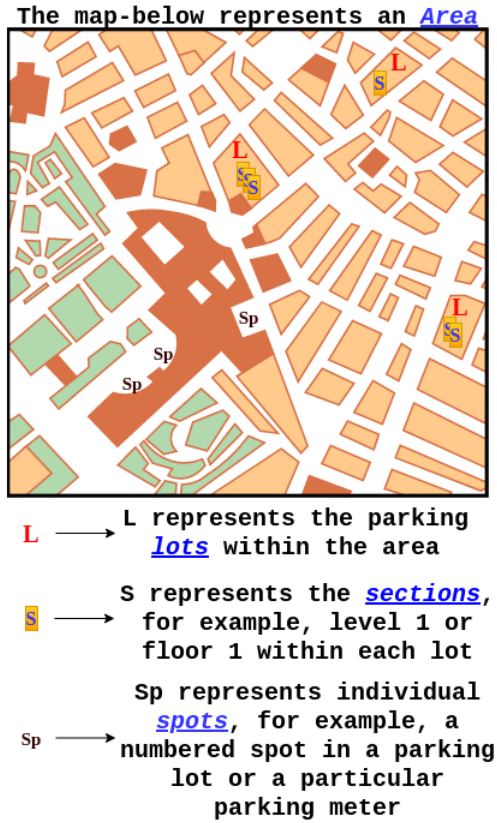 The map-below represents an Area
L
S
L
S
S
S
L
S
S
Sp
Sp
Sp
L
L represents the parking
lots within the area
S
S represents the sections,
for example, level 1 or
floor 1 within each lot
Sp
Sp represents individual
spots, for example, a
numbered spot in a parking
lot or a particular
parking meter